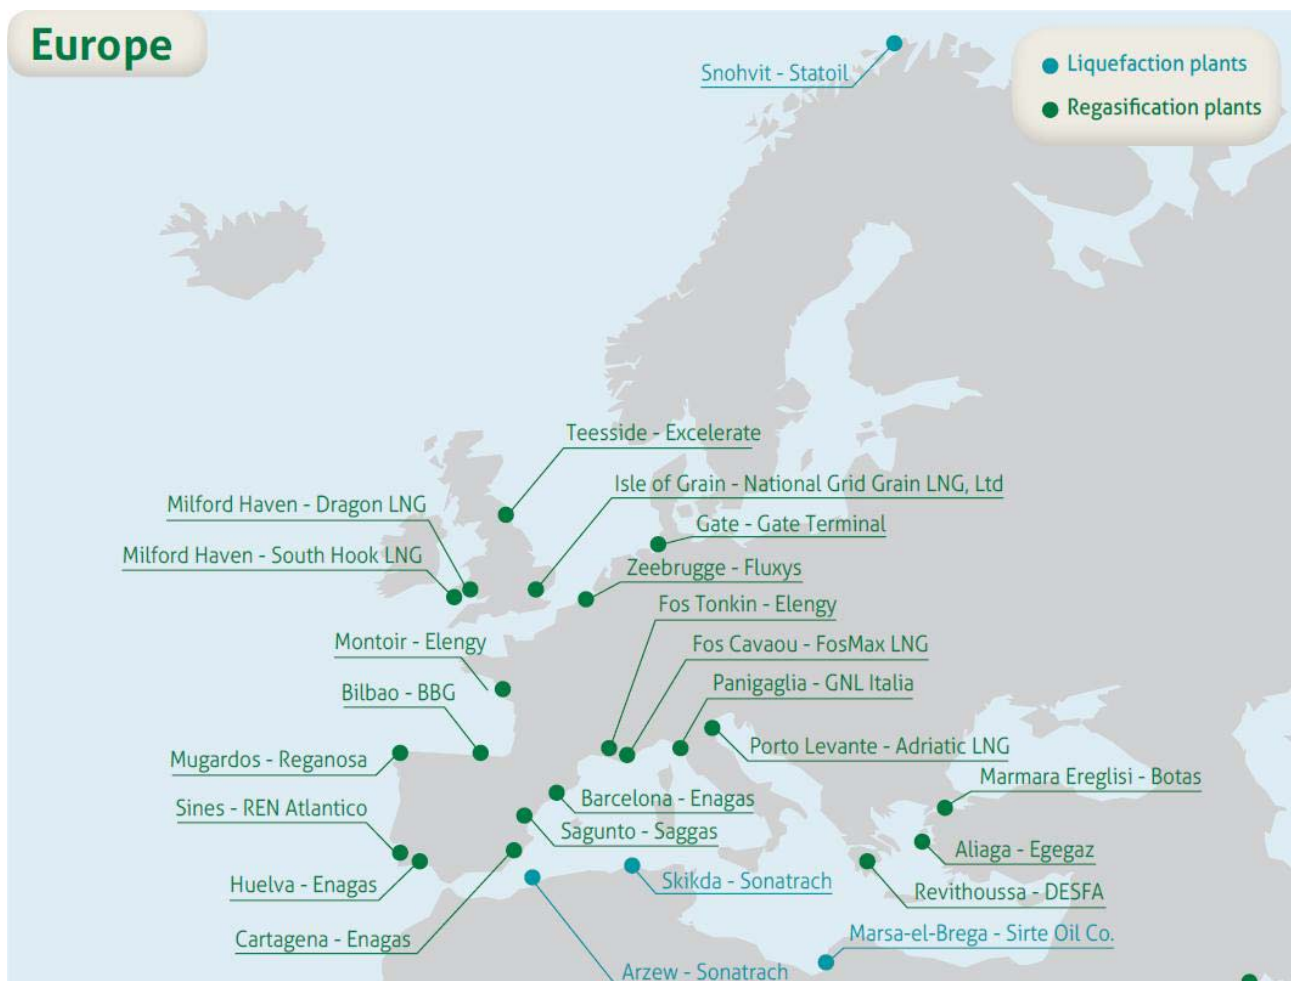 Europe
Snohvit - Statoil
Liquefaction plants
Regasification plants
Teesside - Excelerate
Isle of Grain - National Grid Grain LNG, Ltd
Milford Haven - Dragon LNG
Gate - Gate Terminal
Milford Haven - South Hook LNG
Zeebrugge - Fluxys
Fos Tonkin - Elengy
Montoir - Elengy
Fos Cavaou - FosMax LNG
Bilbao - BBG
Panigaglia - GNL Italia
Mugardos - Reganosa
Porto Levante - Adriatic LNG
Marmara Ereglisi - Botas
Sines - REN Atlantico
Barcelona - Enagas
Sagunto - Saggas
Aliaga - Egegaz
Huelva - Enagas
Skikda - Sonatrach
Revithoussa - DESFA
Cartagena - Enagas
Marsa-el-Brega - Sirte Oil Co.
Arzew - Sonatrach